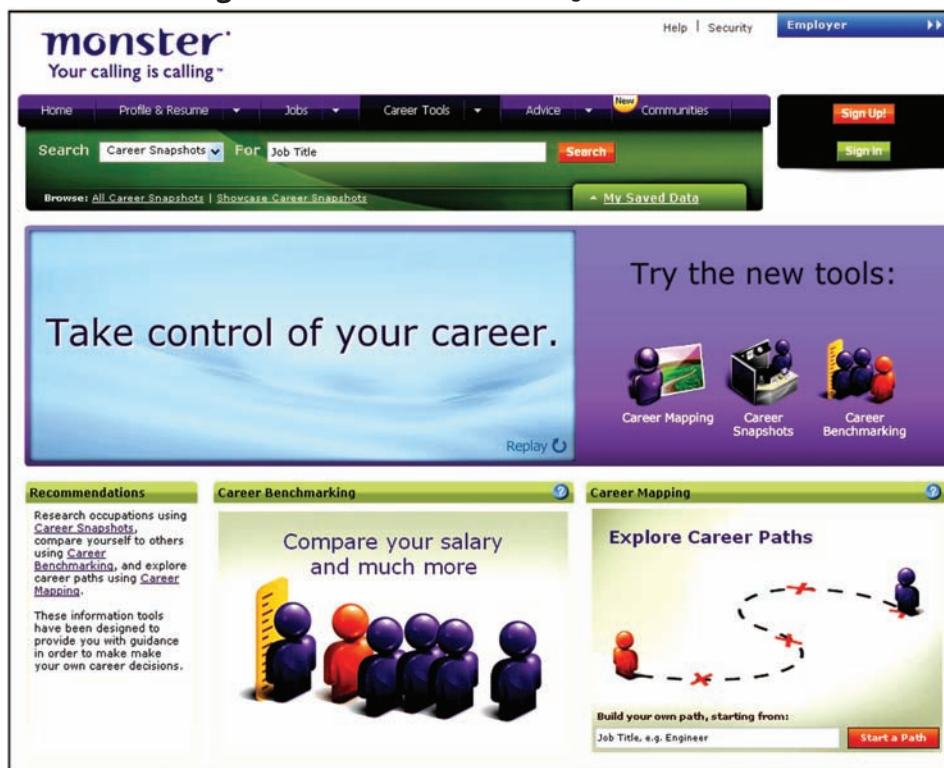 Help | Security
Employer
monster
Your calling is calling™
Home Profile & Resume Jobs Career Tools Advice New Communities
Sign Up!
Search Career Snapshots For Job Title Search
Sign In
Browse: All Career Snapshots | Showcase Career Snapshots
My Saved Data
Take control of your career.
Replay
Try the new tools:
Career Mapping
Career
Snapshots
Career
Benchmarking
Recommendations
Research occupations using
Career Snapshots,
compare yourself to others
using Career
Benchmarking, and explore
career paths using Career
Mapping.
These information tools
have been designed to
provide you with guidance
in order to make make
your own career decisions.
Career Benchmarking ?
Compare your salary
and much more
Career Mapping ?
Explore Career Paths
Build your own path, starting from:
Job Title, e.g. Engineer Start a Path